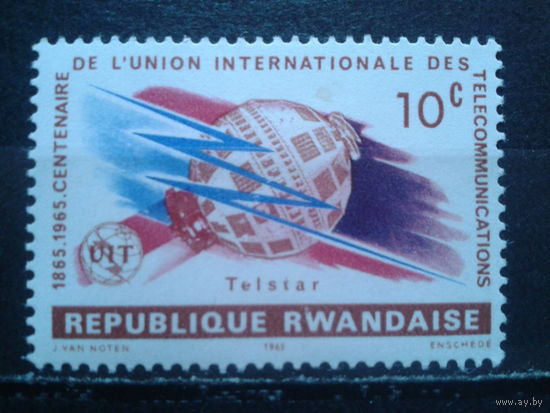 1865.1965.CENTENAIRE DE L'UNION INTERNATIONALE DES TELECOMMUNICATIONS
10c
UIT
Telstar
REPUBLIQUE RWANDAISE
J. VAN NOTEN 1965 ENSCHEDÉ
www.ay.by